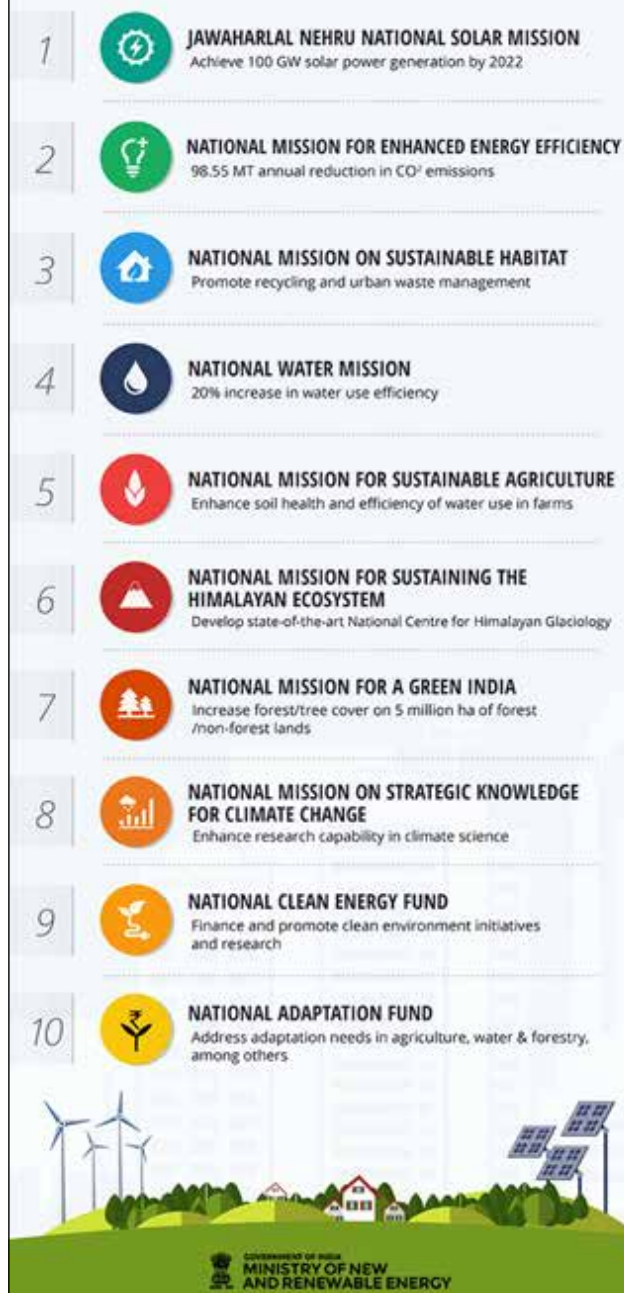 1
JAWAHARLAL NEHRU NATIONAL SOLAR MISSION
Achieve 100 GW solar power generation by 2022
2
NATIONAL MISSION FOR ENHANCED ENERGY EFFICIENCY
98.55 MT annual reduction in CO² emissions
3
NATIONAL MISSION ON SUSTAINABLE HABITAT
Promote recycling and urban waste management
4
NATIONAL WATER MISSION
20% increase in water use efficiency
5
NATIONAL MISSION FOR SUSTAINABLE AGRICULTURE
Enhance soil health and efficiency of water use in farms
6
NATIONAL MISSION FOR SUSTAINING THE
HIMALAYAN ECOSYSTEM
Develop state-of-the-art National Centre for Himalayan Glaciology
7
NATIONAL MISSION FOR A GREEN INDIA
Increase forest/tree cover on 5 million ha of forest
/non-forest lands
8
NATIONAL MISSION ON STRATEGIC KNOWLEDGE
FOR CLIMATE CHANGE
Enhance research capability in climate science
9
NATIONAL CLEAN ENERGY FUND
Finance and promote clean environment initiatives
and research
10
₹
NATIONAL ADAPTATION FUND
Address adaptation needs in agriculture, water & forestry,
among others
GOVERNMENT OF INDIA
MINISTRY OF NEW
AND RENEWABLE ENERGY